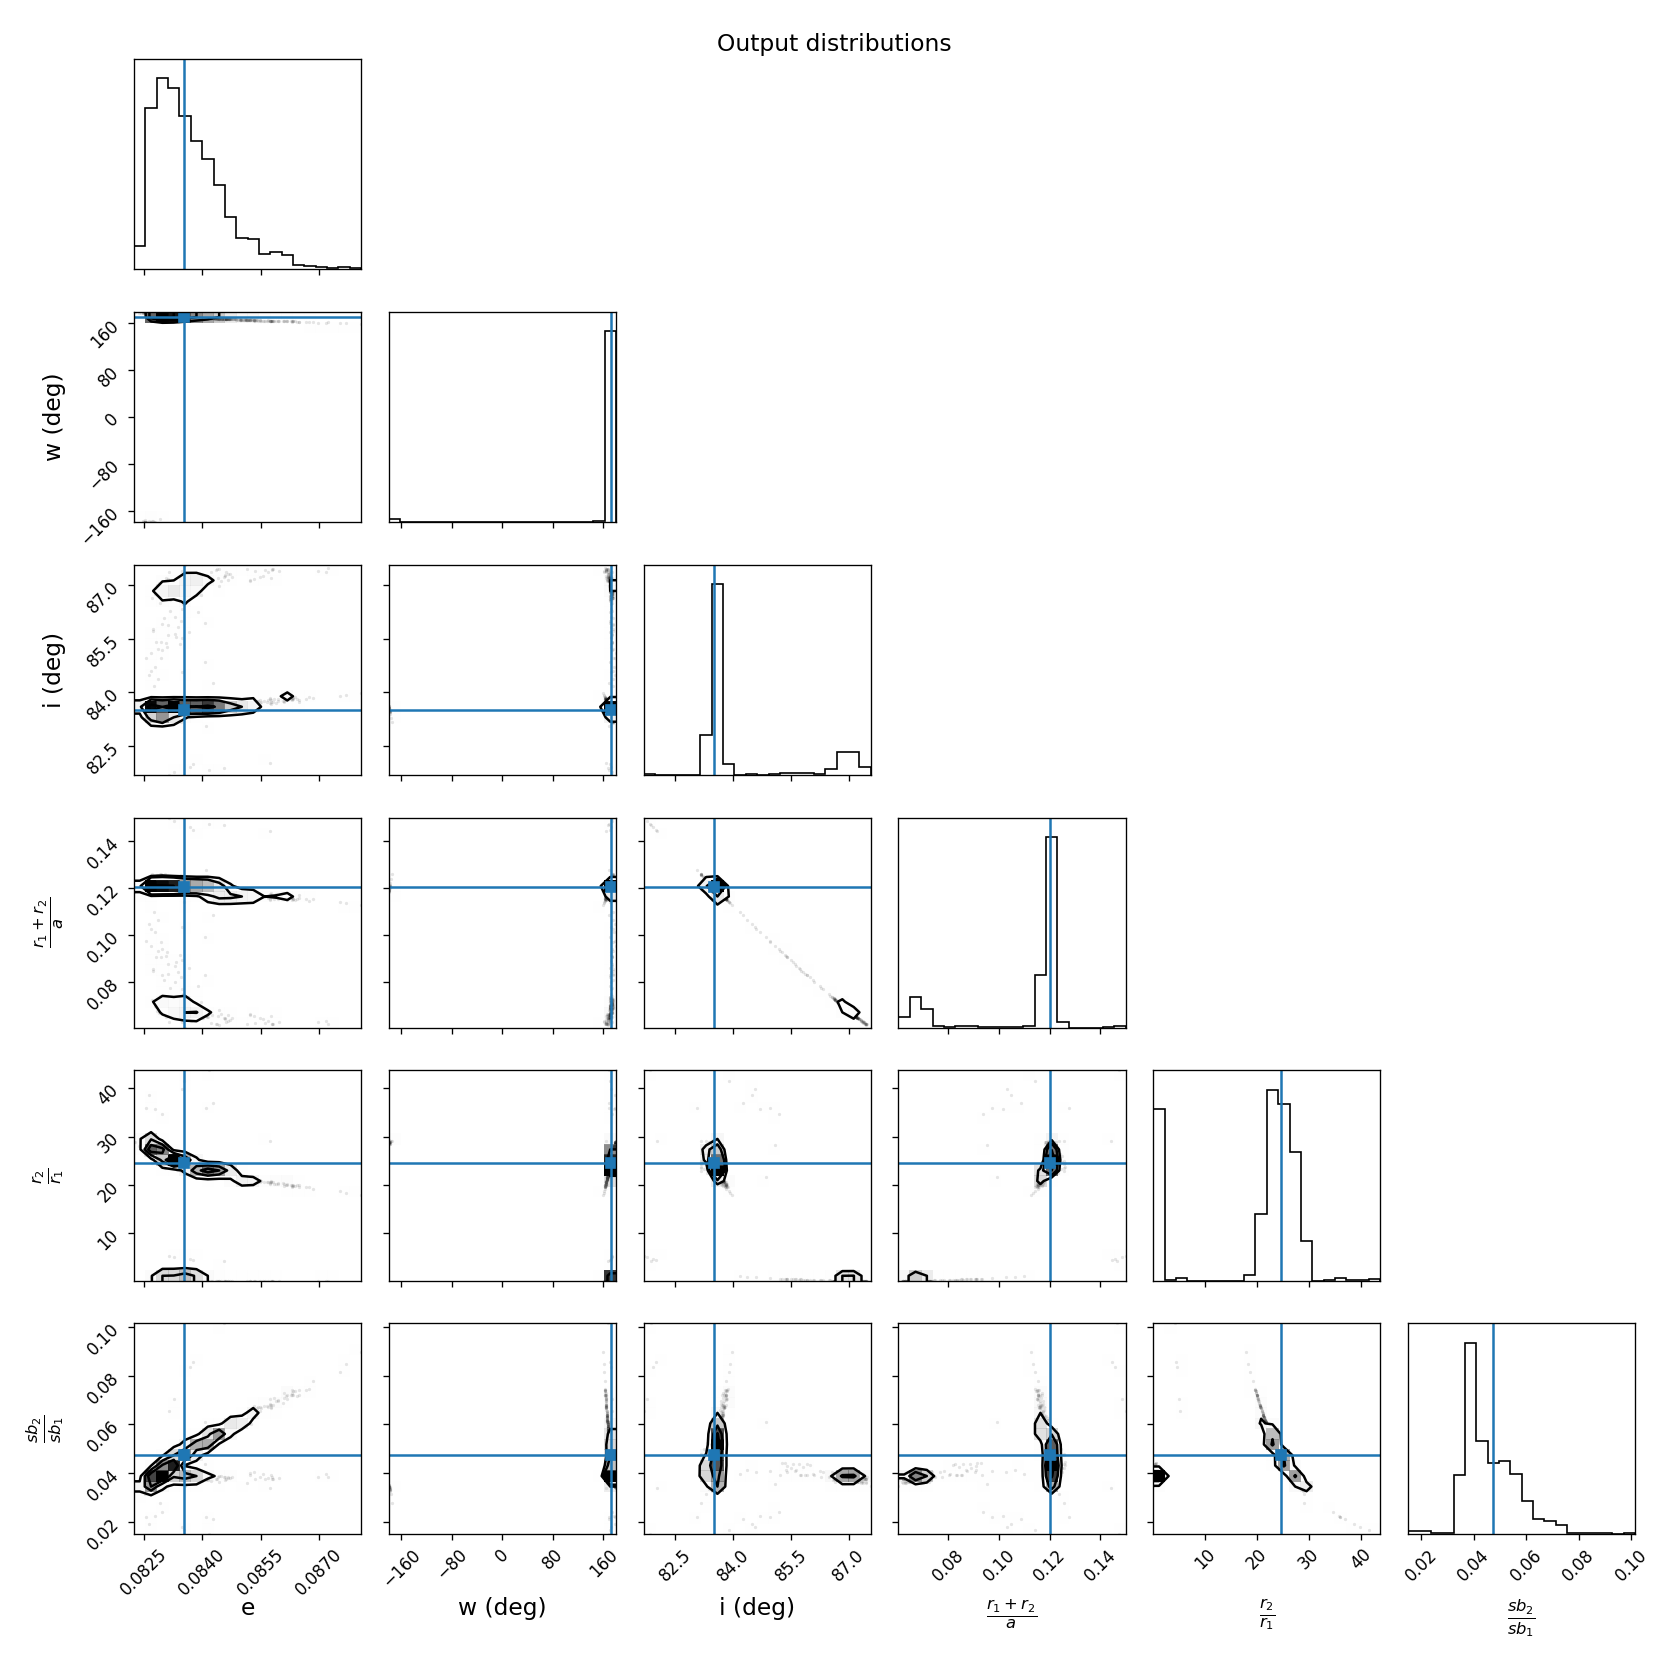 Output distributions
w (deg)
160
80
0
−80
−160
i (deg)
87.0
85.5
84.0
82.5
r₁ + r₂
a
0.14
0.12
0.10
0.08
r₂
r₁
40
30
20
10
sb₂
sb₁
0.10
0.08
0.06
0.04
0.02
0.0825 0.0840 0.0855 0.0870
−160 −80 0 80 160
82.5 84.0 85.5 87.0
0.08 0.10 0.12 0.14
10 20 30 40
0.02 0.04 0.06 0.08 0.10
e
w (deg)
i (deg)
r₁ + r₂
a
r₂
r₁
sb₂
sb₁